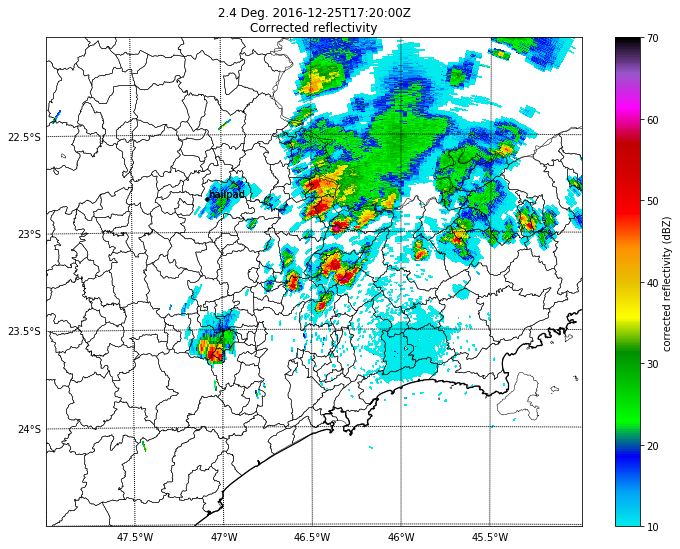 2.4 Deg. 2016-12-25T17:20:00Z
Corrected reflectivity
22.5°S
23°S
23.5°S
24°S
47.5°W
47°W
46.5°W
46°W
45.5°W
hailpad
70
60
50
40
30
20
10
corrected reflectivity (dBZ)